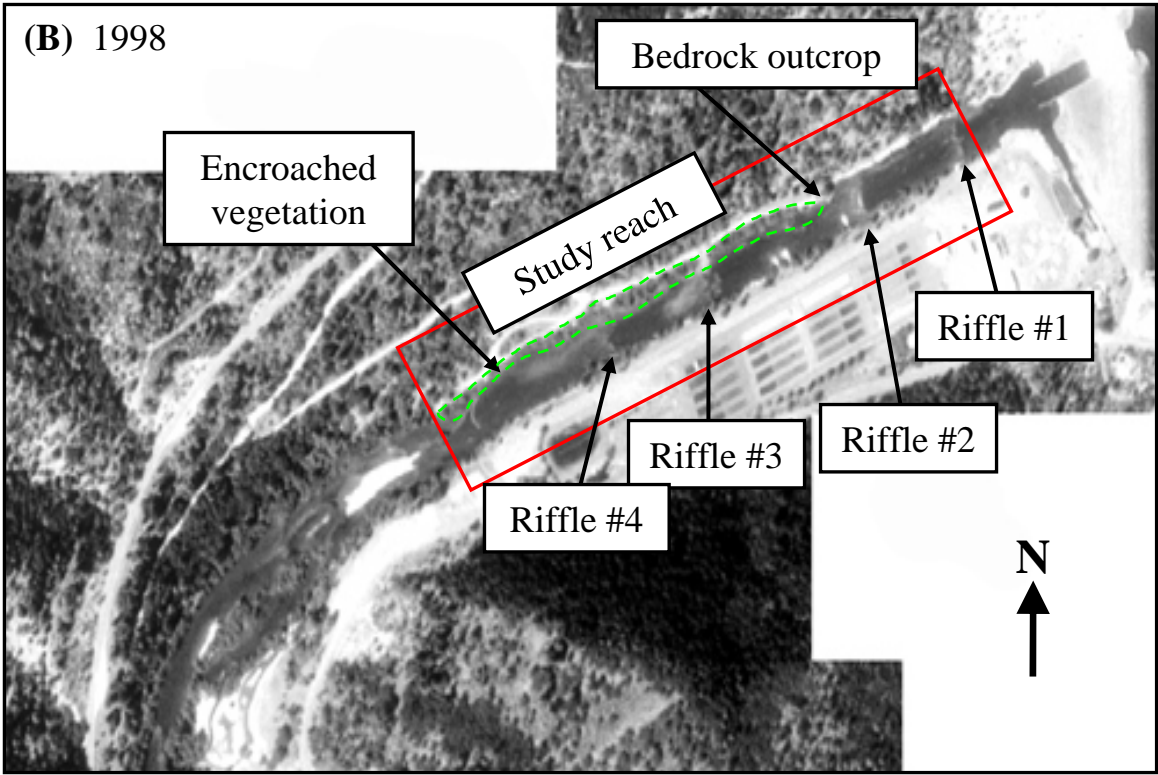 (B) 1998
Bedrock outcrop
Encroached
vegetation
Study reach
Riffle #1
Riffle #2
Riffle #3
Riffle #4
N